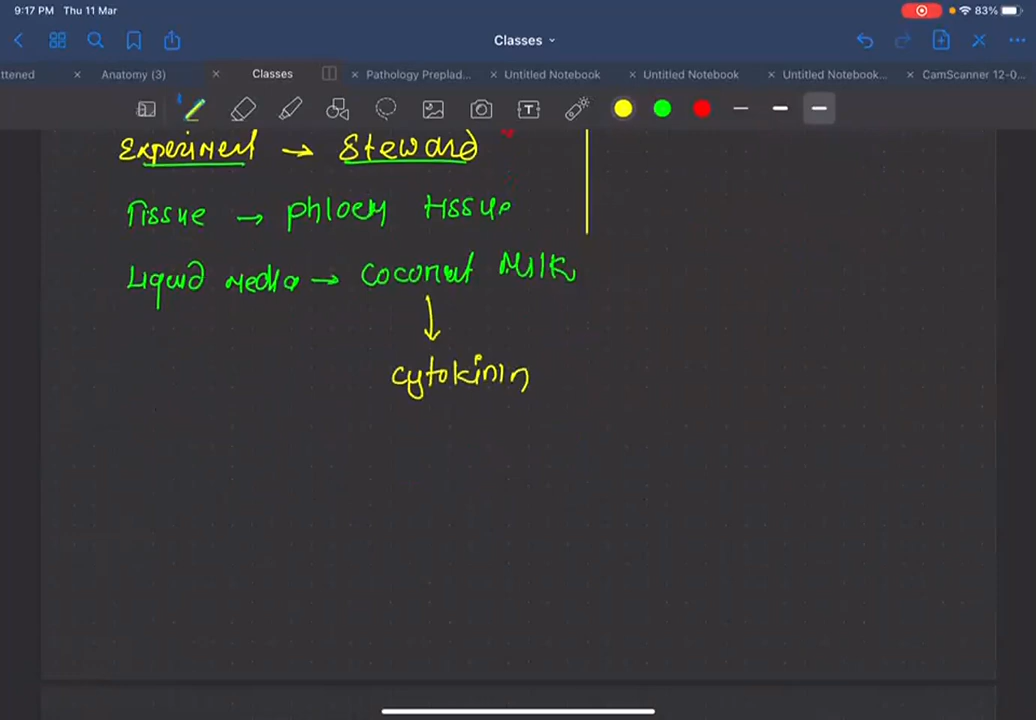 9:17 PM Thu 11 Mar 83%
Classes
ttened Anatomy (3) Classes Pathology Preplad... Untitled Notebook Untitled Notebook Untitled Notebook... CamScanner 12-0...
Experiment → Steward
Tissue → phloem tissue
Liquid media → coconut Milk
↓
cytokinin